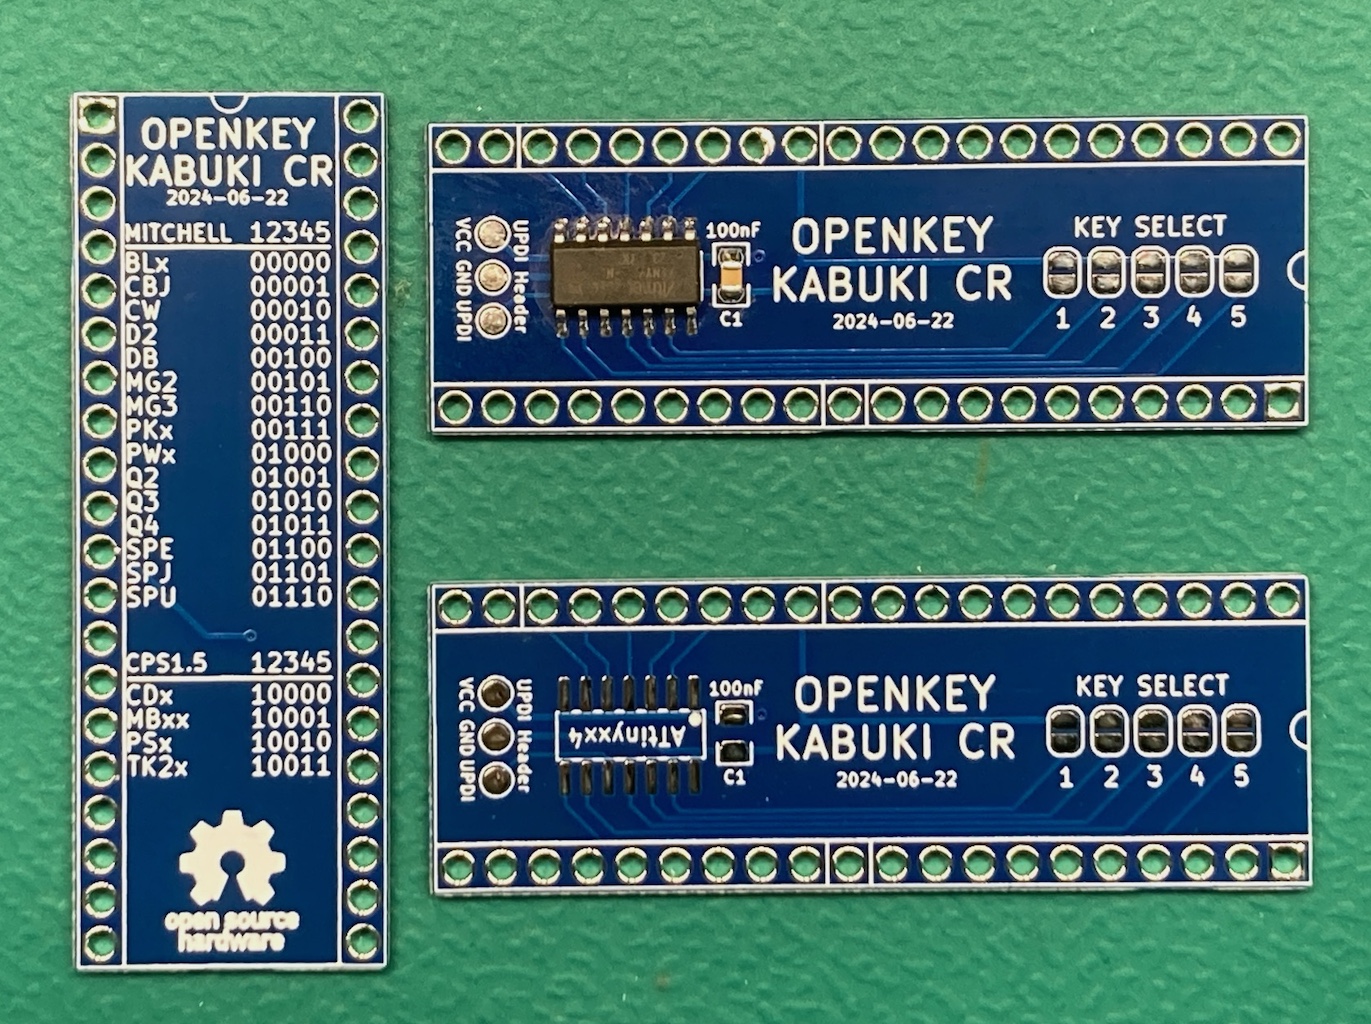 OPENKEY
KABUKI CR
2024-06-22
MITCHELL 12345
BLx 00000
CBJ 00001
CW 00010
D2 00011
DB 00100
MG2 00101
MG3 00110
PKx 00111
PWx 01000
Q2 01001
Q3 01010
Q4 01011
SPE 01100
SPJ 01101
SPU 01110
CPS1.5 12345
CDx 10000
MBxx 10001
PSx 10010
TK2x 10011
open source
hardware
VCC GND UPDI
UPDI Header
100nF
C1
OPENKEY
KABUKI CR
2024-06-22
KEY SELECT
1 2 3 4 5
VCC GND UPDI
UPDI Header
ATtinyxx4
100nF
C1
OPENKEY
KABUKI CR
2024-06-22
KEY SELECT
1 2 3 4 5